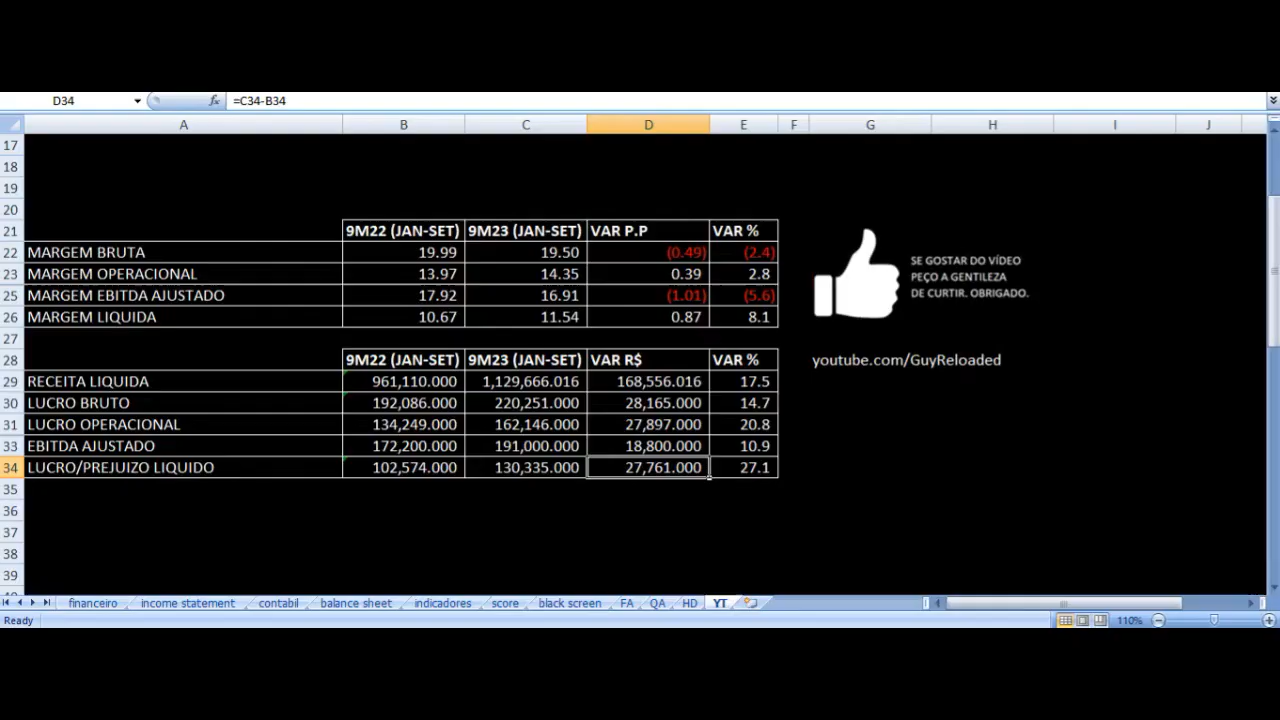 D34 fx =C34-B34
A B C D E F G H I J
17
18
19
20
21 9M22 (JAN-SET) 9M23 (JAN-SET) VAR P.P VAR %
22 MARGEM BRUTA 19.99 19.50 (0.49) (2.4)
23 MARGEM OPERACIONAL 13.97 14.35 0.39 2.8
25 MARGEM EBITDA AJUSTADO 17.92 16.91 (1.01) (5.6)
26 MARGEM LIQUIDA 10.67 11.54 0.87 8.1
SE GOSTAR DO VÍDEO
PEÇO A GENTILEZA
DE CURTIR. OBRIGADO.
27
28 9M22 (JAN-SET) 9M23 (JAN-SET) VAR R$ VAR % youtube.com/GuyReloaded
29 RECEITA LIQUIDA 961,110.000 1,129,666.016 168,556.016 17.5
30 LUCRO BRUTO 192,086.000 220,251.000 28,165.000 14.7
31 LUCRO OPERACIONAL 134,249.000 162,146.000 27,897.000 20.8
33 EBITDA AJUSTADO 172,200.000 191,000.000 18,800.000 10.9
34 LUCRO/PREJUIZO LIQUIDO 102,574.000 130,335.000 27,761.000 27.1
35
36
37
38
39
financeiro income statement contabil balance sheet indicadores score black screen FA QA HD YT
Ready 110%